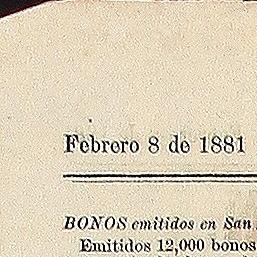 Febrero 8 de 1881
BONOS emitidos en San
Emitidos 12,000 bonos